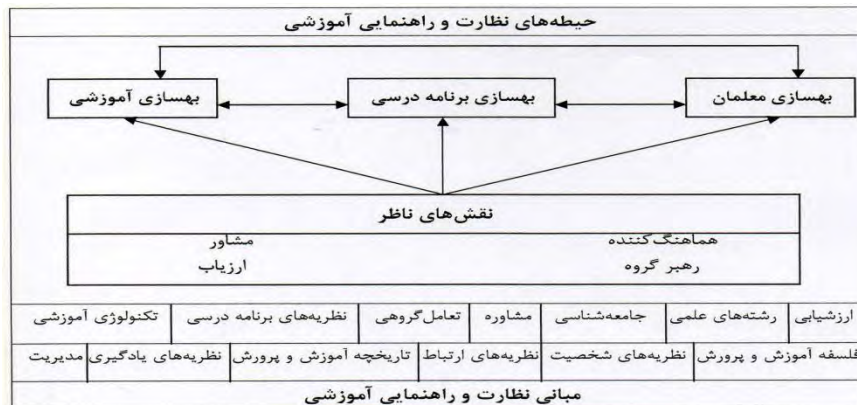 حیطه‌های نظارت و راهنمایی آموزشی
بهسازی معلمان بهسازی برنامه درسی بهسازی آموزشی
نقش‌های ناظر
هماهنگ‌کننده مشاور
رهبر گروه ارزیاب
ارزشیابی رشته‌های علمی جامعه‌شناسی مشاوره تعامل‌گروهی نظریه‌های برنامه درسی تکنولوژی آموزشی
فلسفه آموزش و پرورش نظریه‌های شخصیت نظریه‌های ارتباط تاریخچه آموزش و پرورش نظریه‌های یادگیری مدیریت
مبانی نظارت و راهنمایی آموزشی